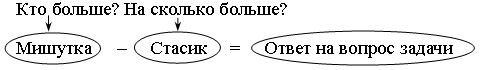 Кто больше? На сколько больше?
Мишутка – Стасик = Ответ на вопрос задачи